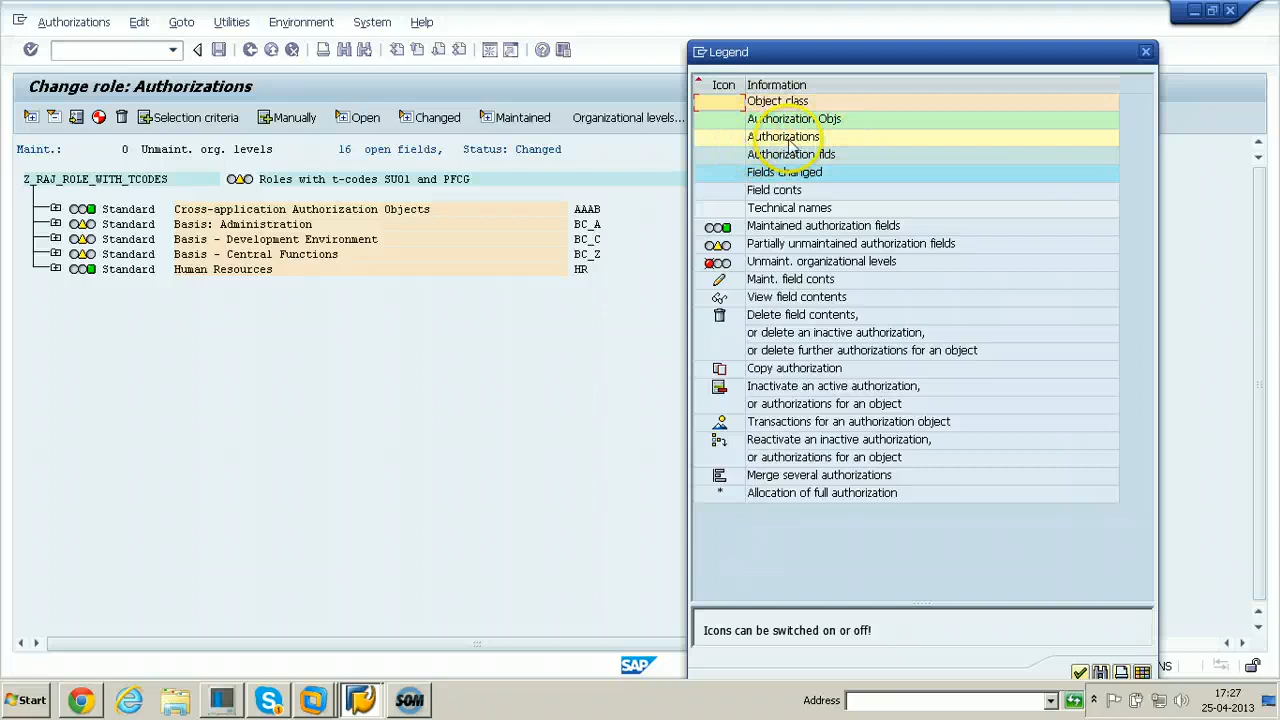 Authorizations Edit Goto Utilities Environment System Help
Change role: Authorizations
Selection criteria Manually Open Changed Maintained Organizational levels...
Maint.: 0 Unmaint. org. levels 16 open fields, Status: Changed
Z_RAJ_ROLE_WITH_TCODES Roles with t-codes SU01 and PFCG
Standard Cross-application Authorization Objects AAAB
Standard Basis: Administration BC_A
Standard Basis - Development Environment BC_C
Standard Basis - Central Functions BC_Z
Standard Human Resources HR
Legend
Icon Information
Object class
Authorization Objs
Authorizations
Authorization flds
Fields changed
Field conts
Technical names
Maintained authorization fields
Partially unmaintained authorization fields
Unmaint. organizational levels
Maint. field conts
View field contents
Delete field contents,
or delete an inactive authorization,
or delete further authorizations for an object
Copy authorization
Inactivate an active authorization,
or authorizations for an object
Transactions for an authorization object
Reactivate an inactive authorization,
or authorizations for an object
Merge several authorizations
* Allocation of full authorization
Icons can be switched on or off!
SAP
NS
Start
SOM
Address
17:27
25-04-2013